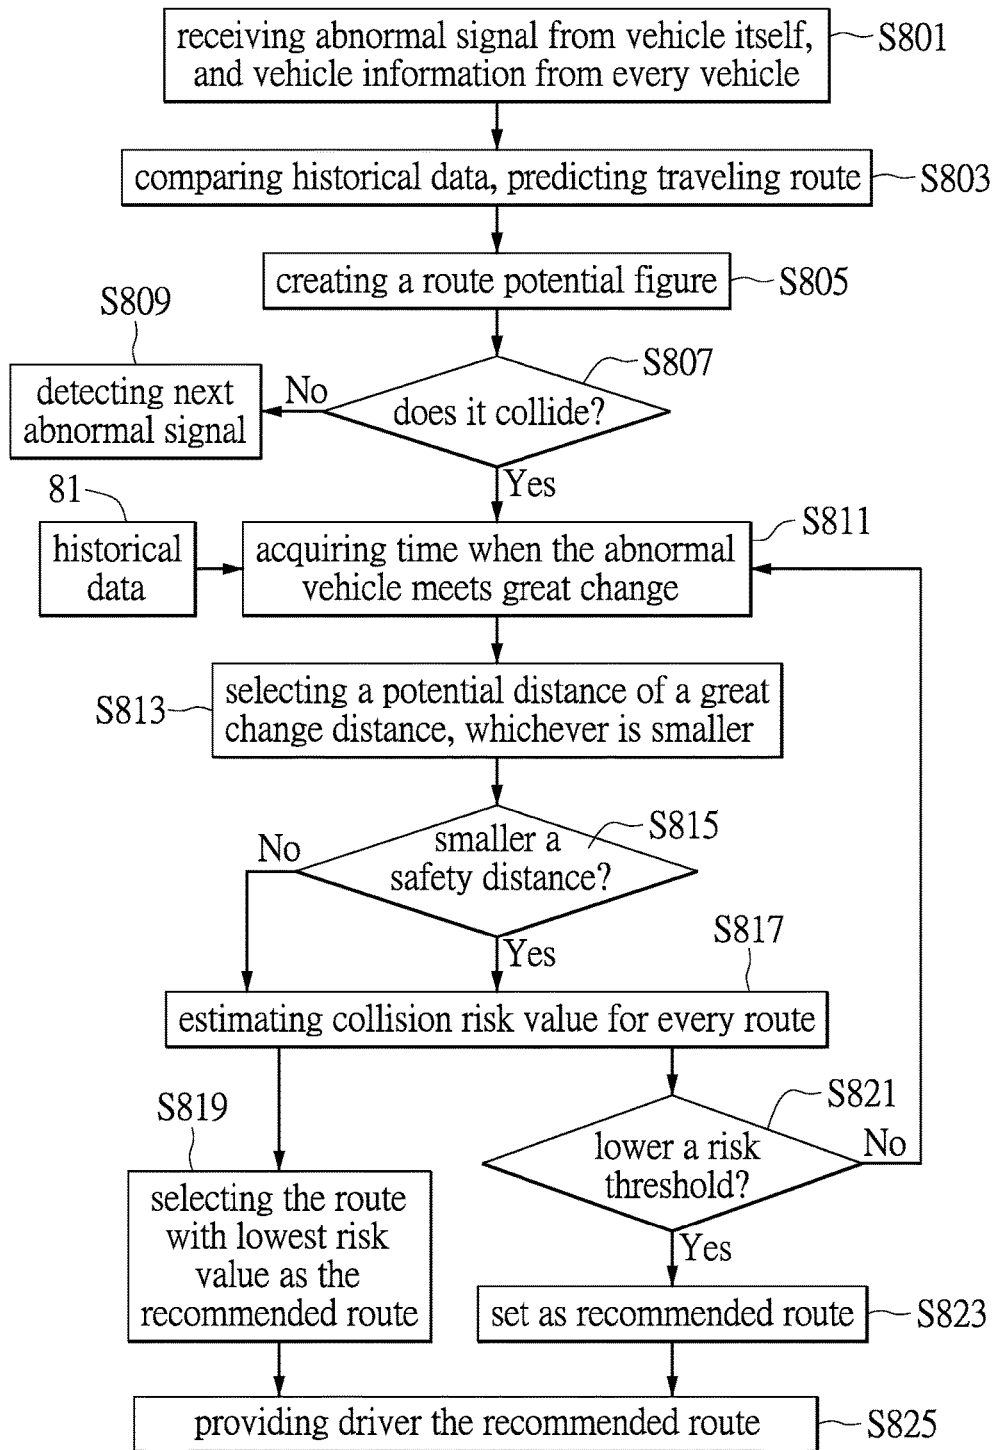 receiving abnormal signal from vehicle itself,
and vehicle information from every vehicle
S801
comparing historical data, predicting traveling route
S803
creating a route potential figure
S805
S809
S807
detecting next
abnormal signal
No
does it collide?
Yes
81
S811
historical
data
acquiring time when the abnormal
vehicle meets great change
S813
selecting a potential distance of a great
change distance, whichever is smaller
No
smaller a
safety distance?
S815
Yes
S817
estimating collision risk value for every route
S819
S821
lower a risk
threshold?
No
selecting the route
with lowest risk
value as the
recommended route
Yes
set as recommended route
S823
providing driver the recommended route
S825